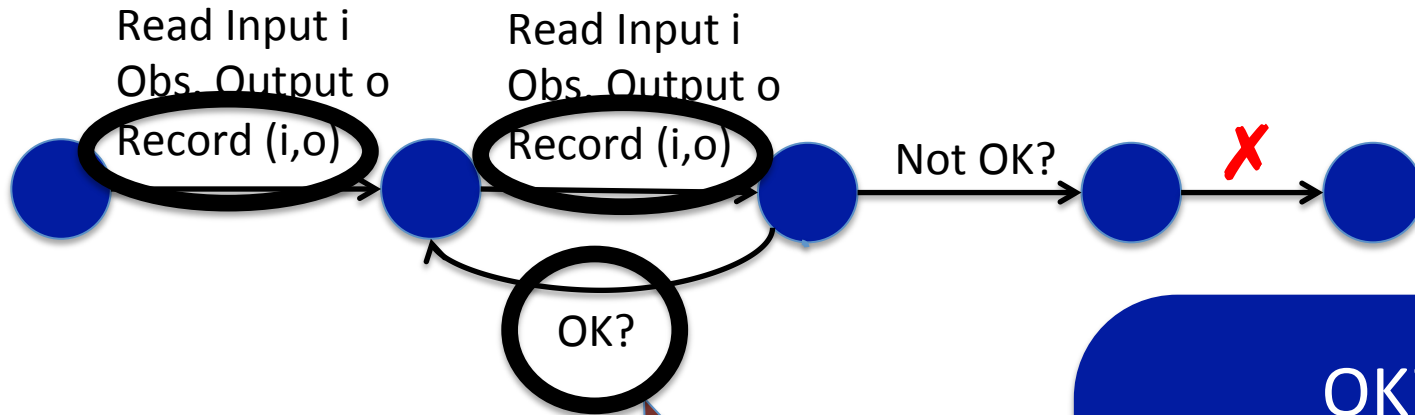 Read Input i
Obs. Output o
Record (i,o)
Read Input i
Obs. Output o
Record (i,o)
Not OK?
✗
OK?